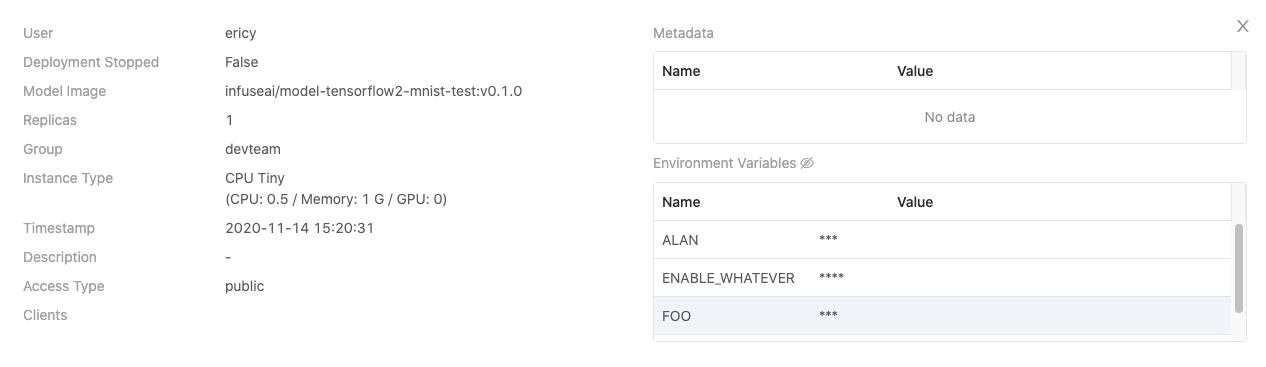 User ericy
Deployment Stopped False
Model Image infuseai/model-tensorflow2-mnist-test:v0.1.0
Replicas 1
Group devteam
Instance Type CPU Tiny
(CPU: 0.5 / Memory: 1 G / GPU: 0)
Timestamp 2020-11-14 15:20:31
Description -
Access Type public
Clients
Metadata
Name Value
No data
Environment Variables
Name Value
ALAN ***
ENABLE_WHATEVER ****
FOO ***